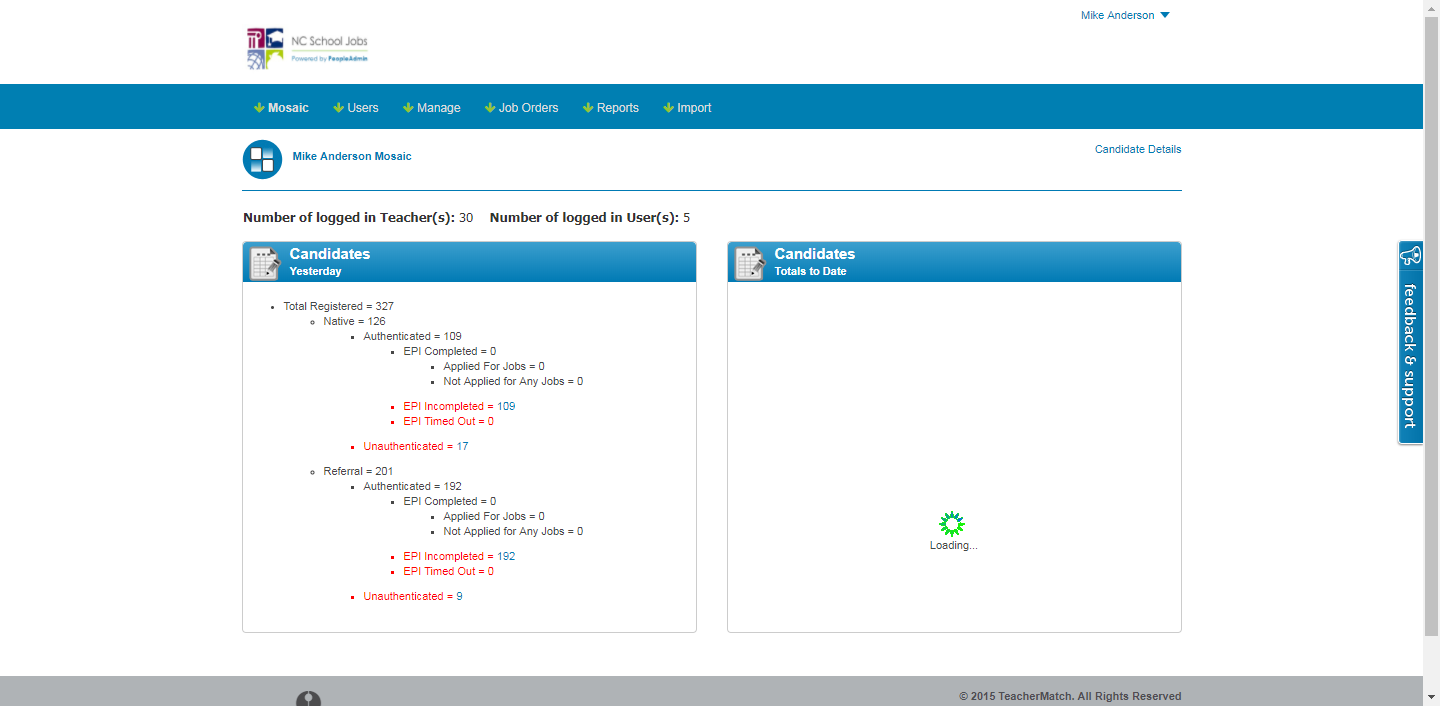 Mike Anderson
NC School Jobs
Powered by PeopleAdmin
Mosaic Users Manage Job Orders Reports Import
Mike Anderson Mosaic
Candidate Details
Number of logged in Teacher(s): 30 Number of logged in User(s): 5
Candidates
Yesterday
Total Registered = 327
Native = 126
Authenticated = 109
EPI Completed = 0
Applied For Jobs = 0
Not Applied for Any Jobs = 0
EPI Incompleted = 109
EPI Timed Out = 0
Unauthenticated = 17
Referral = 201
Authenticated = 192
EPI Completed = 0
Applied For Jobs = 0
Not Applied for Any Jobs = 0
EPI Incompleted = 192
EPI Timed Out = 0
Unauthenticated = 9
Candidates
Totals to Date
Loading...
feedback & support
© 2015 TeacherMatch. All Rights Reserved